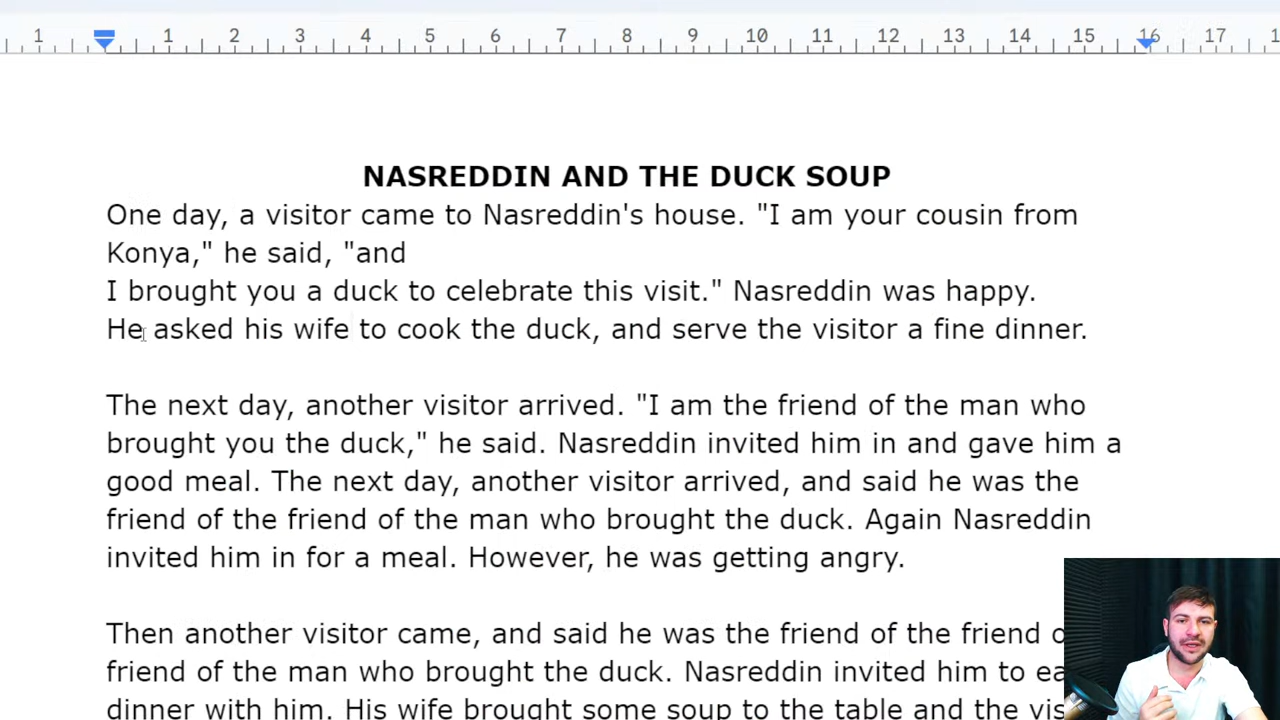 1 1 2 3 4 5 6 7 8 9 10 11 12 13 14 15 16 17
NASREDDIN AND THE DUCK SOUP
One day, a visitor came to Nasreddin's house. "I am your cousin from
Konya," he said, "and
I brought you a duck to celebrate this visit." Nasreddin was happy.
He asked his wife to cook the duck, and serve the visitor a fine dinner.
The next day, another visitor arrived. "I am the friend of the man who
brought you the duck," he said. Nasreddin invited him in and gave him a
good meal. The next day, another visitor arrived, and said he was the
friend of the friend of the man who brought the duck. Again Nasreddin
invited him in for a meal. However, he was getting angry.
Then another visitor came, and said he was the friend of the friend
friend of the man who brought the duck. Nasreddin invited him to
dinner with him. His wife brought some soup to the table and the